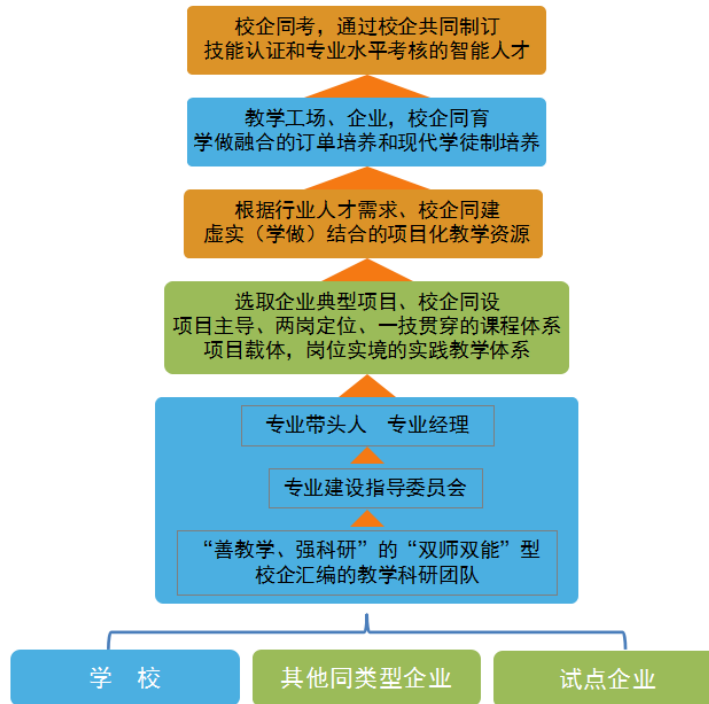 校企同考，通过校企共同制订
技能认证和专业水平考核的智能人才
教学工场、企业，校企同育
学做融合的订单培养和现代学徒制培养
根据行业人才需求、校企同建
虚实（学做）结合的项目化教学资源
选取企业典型项目、校企同设
项目主导、两岗定位、一技贯穿的课程体系
项目载体，岗位实境的实践教学体系
专业带头人　专业经理
专业建设指导委员会
“善教学、强科研”的“双师双能”型
校企汇编的教学科研团队
学　校
其他同类型企业
试点企业